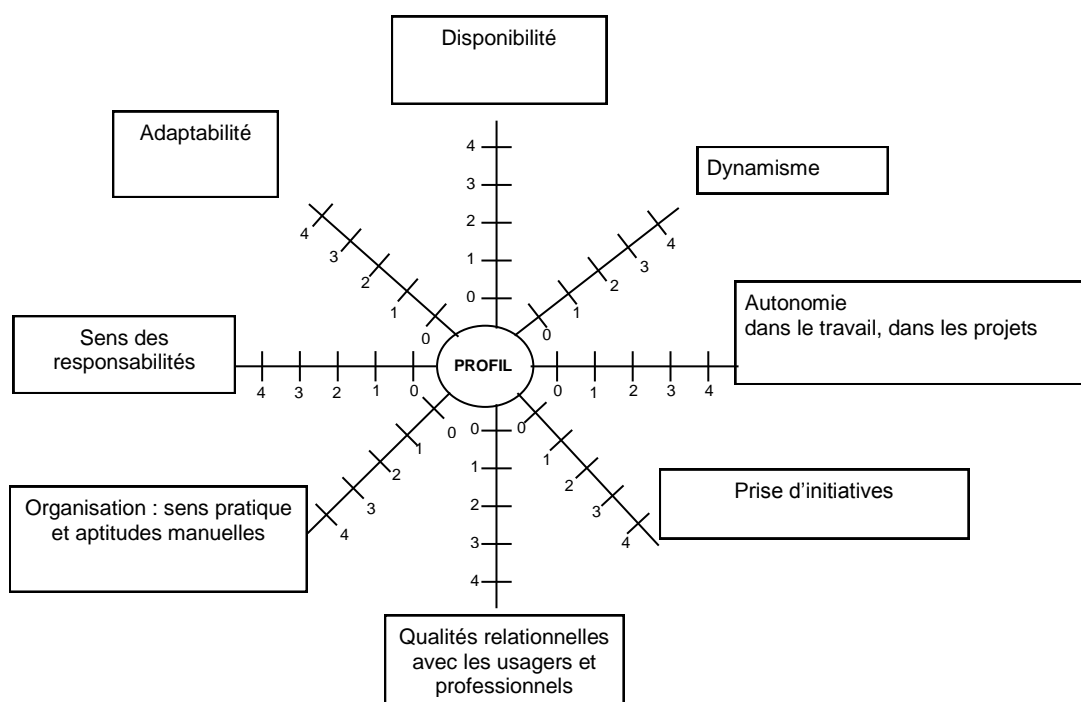 Disponibilité
Adaptabilité
Dynamisme
4
3
2
1
0
4
3
2
1
0
4
3
2
1
0
Sens des
responsabilités
4 3 2 1 0
PROFIL
0 1 2 3 4
Autonomie
dans le travail, dans les projets
Organisation : sens pratique
et aptitudes manuelles
0
1
2
3
4
0
1
2
3
4
0
1
2
3
4
Prise d’initiatives
Qualités relationnelles
avec les usagers et
professionnels